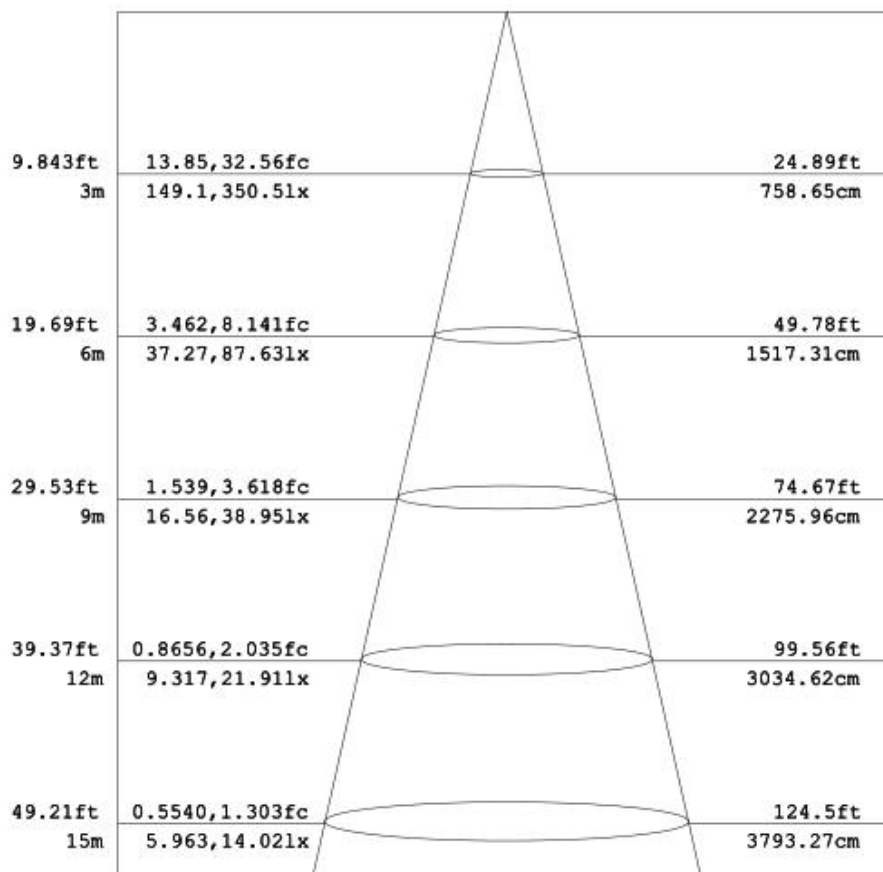 9.843ft 13.85,32.56fc 24.89ft
3m 149.1,350.5lx 758.65cm
19.69ft 3.462,8.141fc 49.78ft
6m 37.27,87.63lx 1517.31cm
29.53ft 1.539,3.618fc 74.67ft
9m 16.56,38.95lx 2275.96cm
39.37ft 0.8656,2.035fc 99.56ft
12m 9.317,21.91lx 3034.62cm
49.21ft 0.5540,1.303fc 124.5ft
15m 5.963,14.02lx 3793.27cm